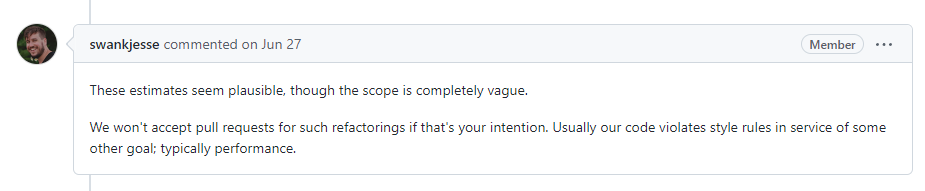 swankjesse commented on Jun 27
Member
These estimates seem plausible, though the scope is completely vague.
We won't accept pull requests for such refactorings if that's your intention. Usually our code violates style rules in service of some
other goal; typically performance.